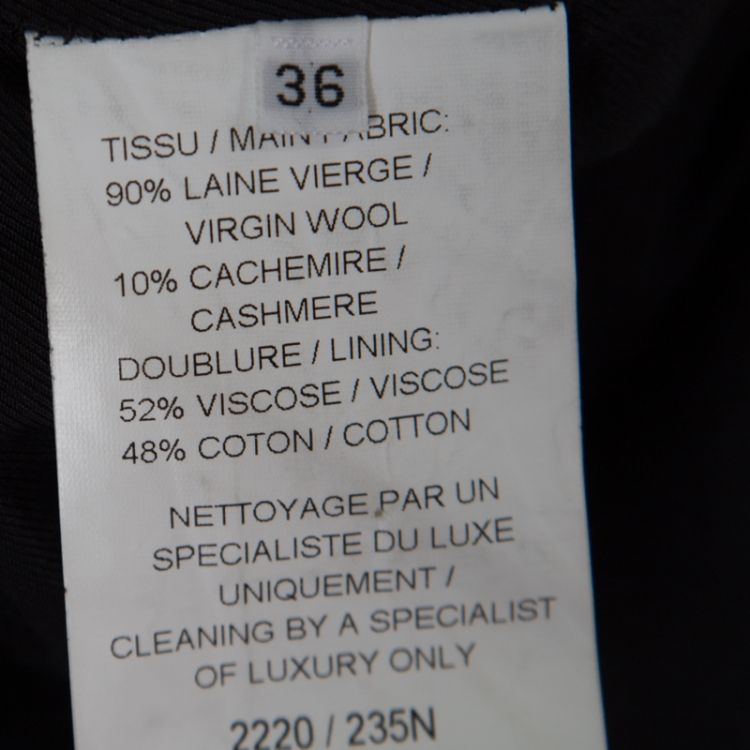 36
TISSU / MAIN FABRIC:
90% LAINE VIERGE /
VIRGIN WOOL
10% CACHEMIRE /
CASHMERE
DOUBLURE / LINING:
52% VISCOSE / VISCOSE
48% COTON / COTTON
NETTOYAGE PAR UN
SPECIALISTE DU LUXE
UNIQUEMENT /
CLEANING BY A SPECIALIST
OF LUXURY ONLY
2220 / 235N